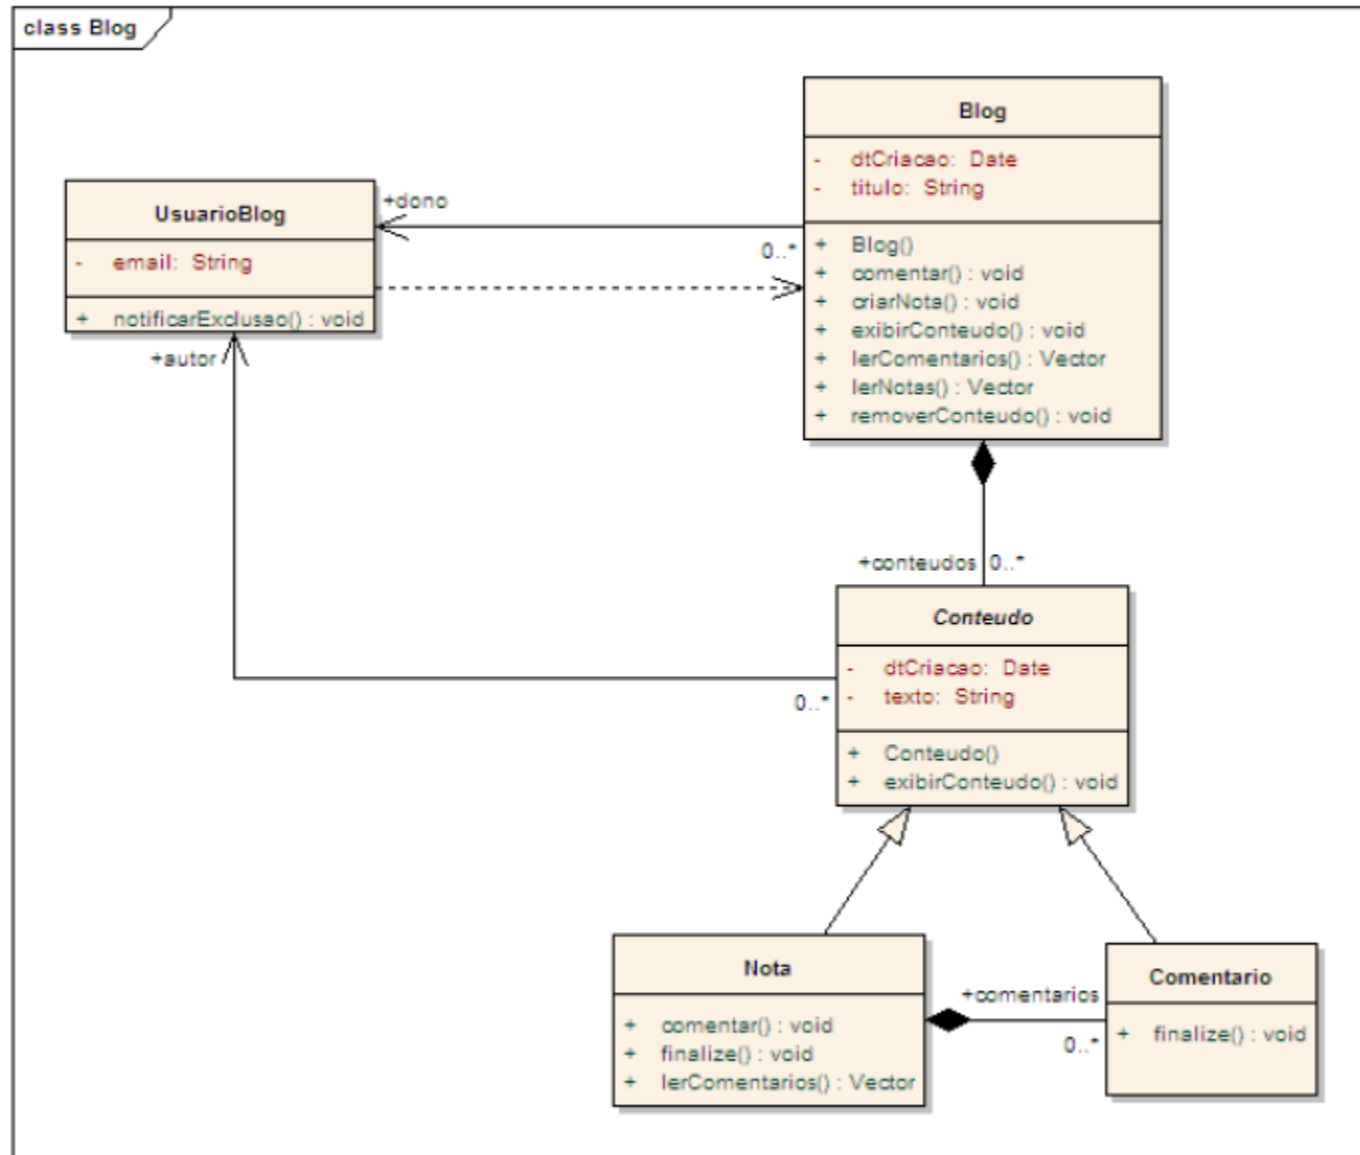 class Blog
Blog
- dtCriacao: Date
- titulo: String
+ Blog()
+ comentar() : void
+ criarNota() : void
+ exibirConteudo() : void
+ lerComentarios() : Vector
+ lerNotas() : Vector
+ removerConteudo() : void
UsuarioBlog
- email: String
+ notificarExclusao() : void
+dono
0..*
+autor
+conteudos 0..*
Conteudo
- dtCriacao: Date
- texto: String
+ Conteudo()
+ exibirConteudo() : void
0..*
Nota
+ comentar() : void
+ finalize() : void
+ lerComentarios() : Vector
+comentarios
0..*
Comentario
+ finalize() : void